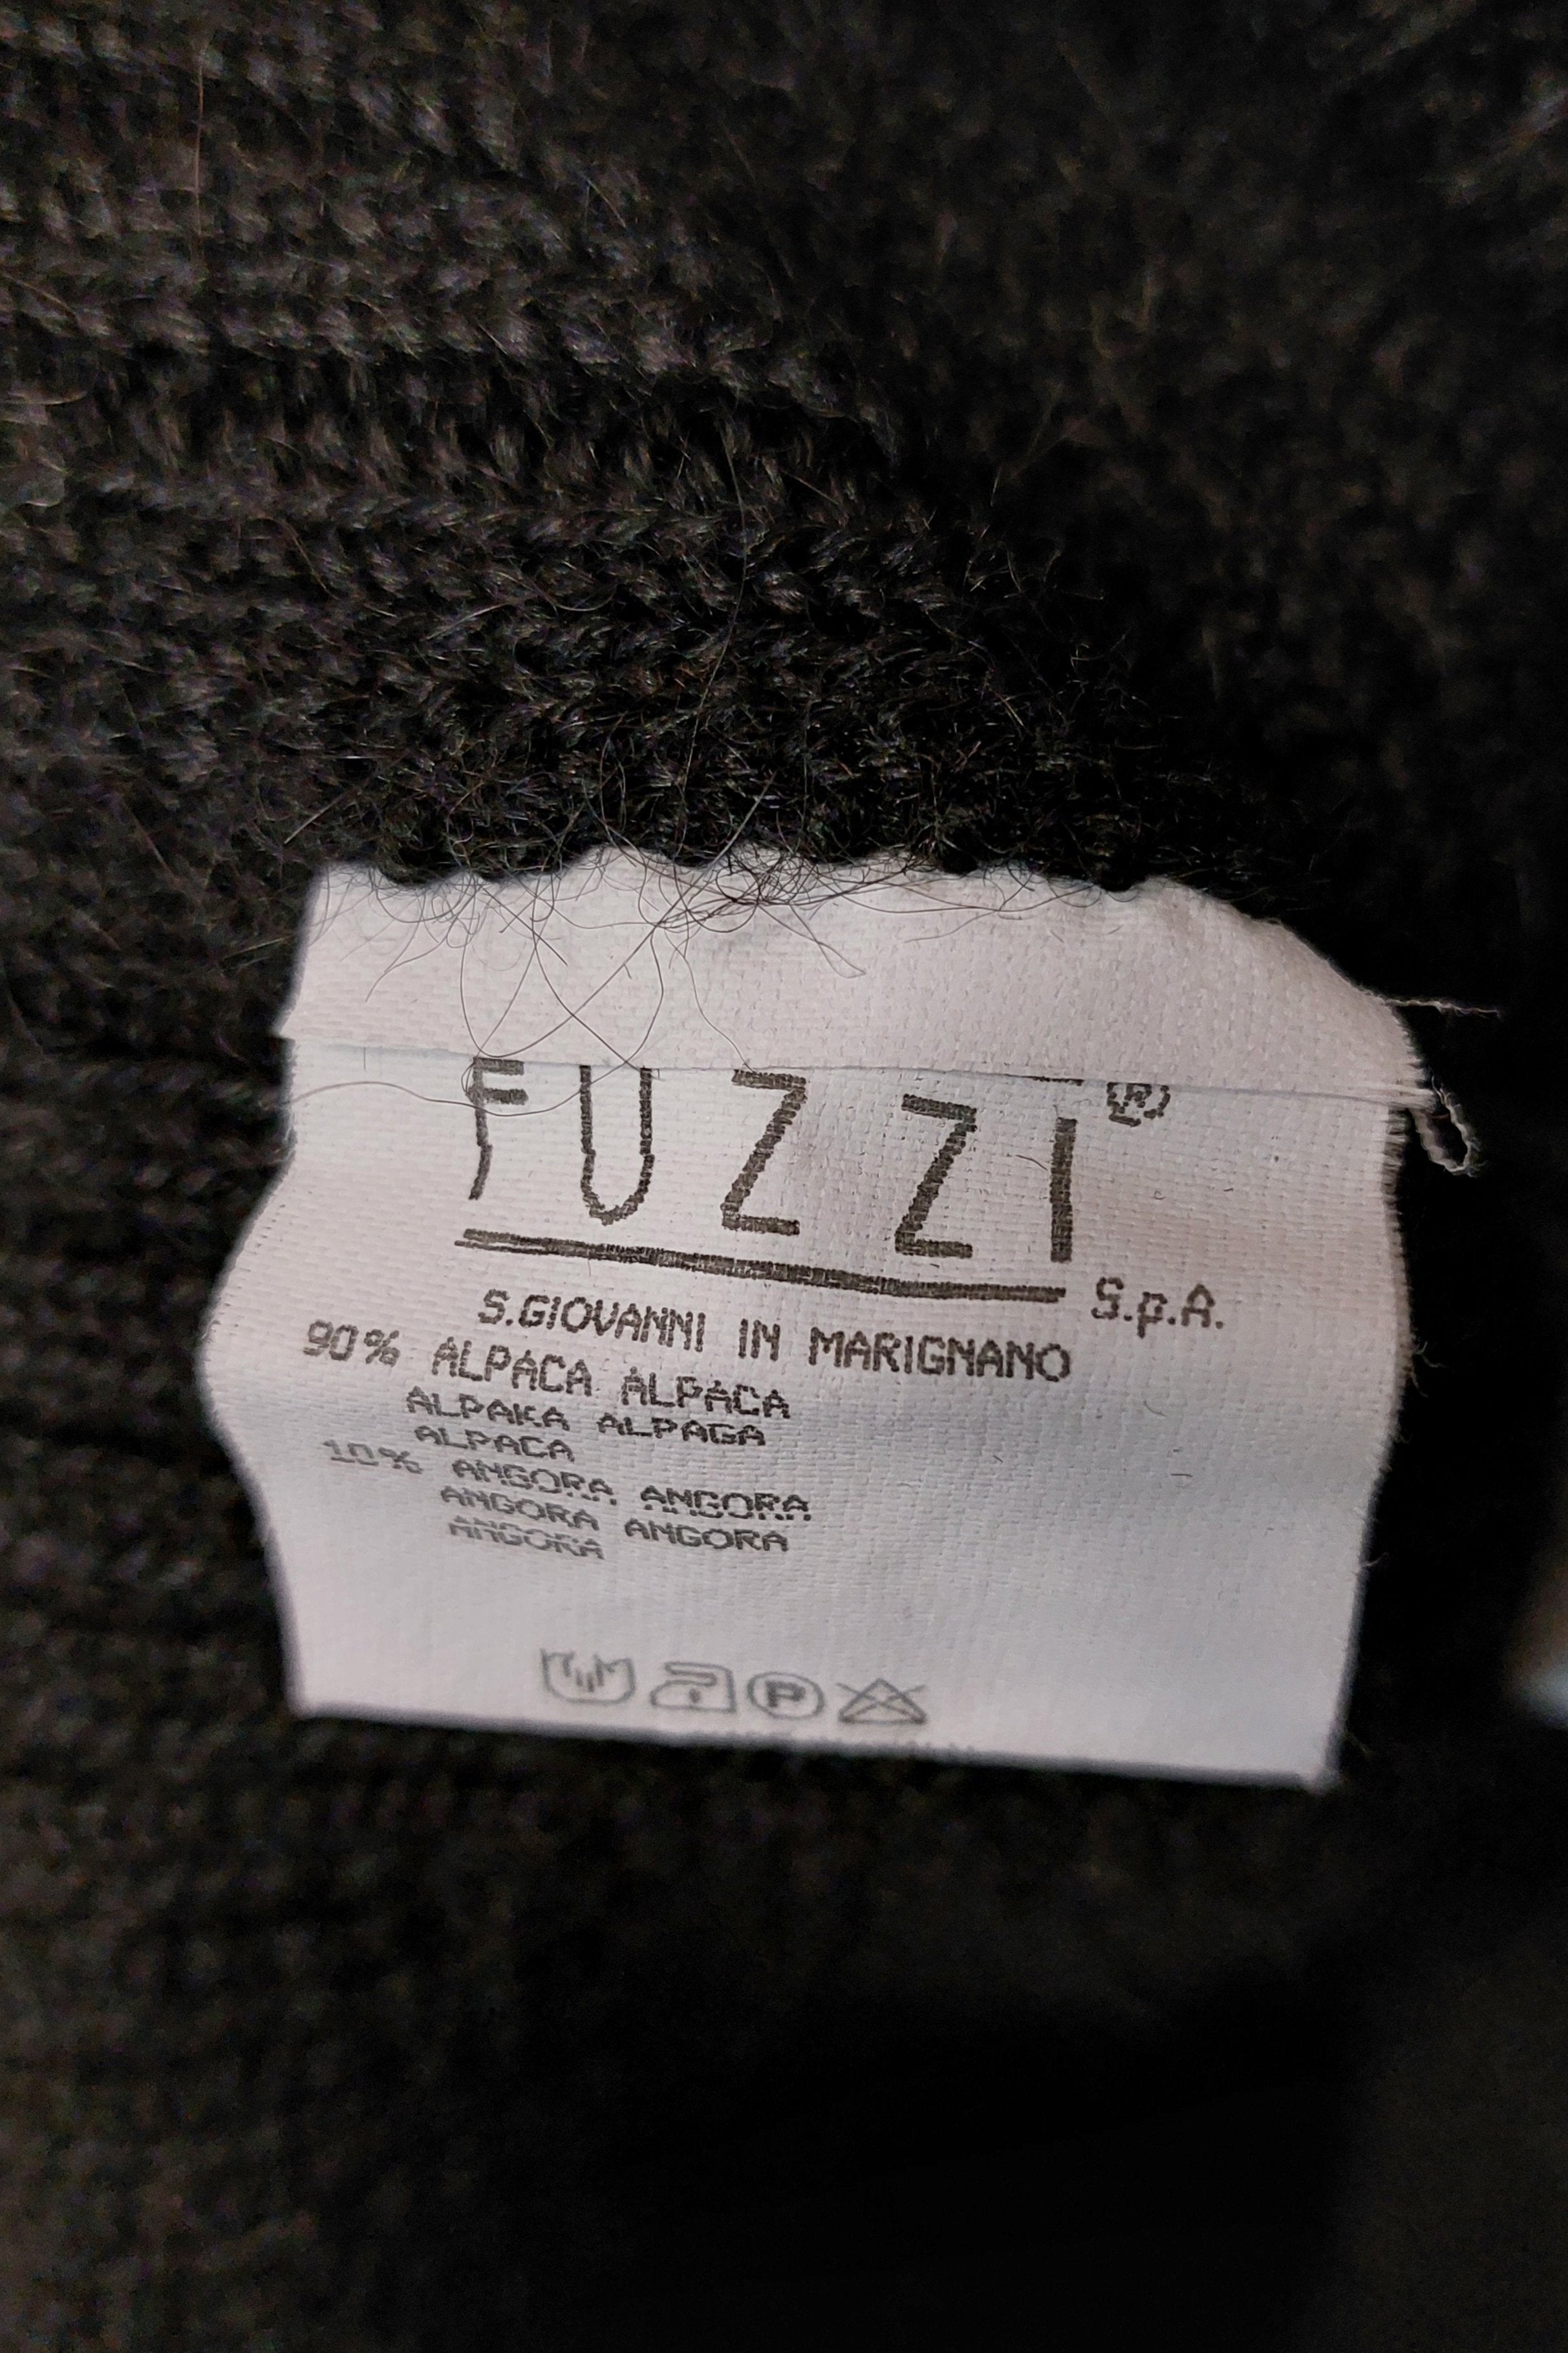 FUZZI®
S.p.A.
S.GIOVANNI IN MARIGNANO
90% ALPACA ALPACA
ALPAKA ALPAGA
ALPACA
10% ANGORA ANGORA
ANGORA ANGORA
ANGORA
P